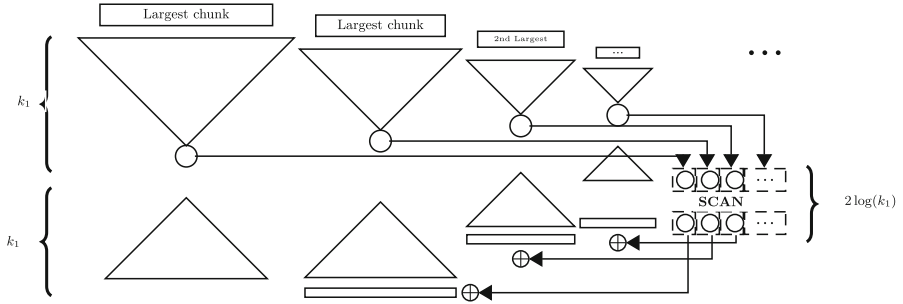 Largest chunk
Largest chunk
2nd Largest
...
...
k₁
...
SCAN
2 log(k₁)
...
k₁